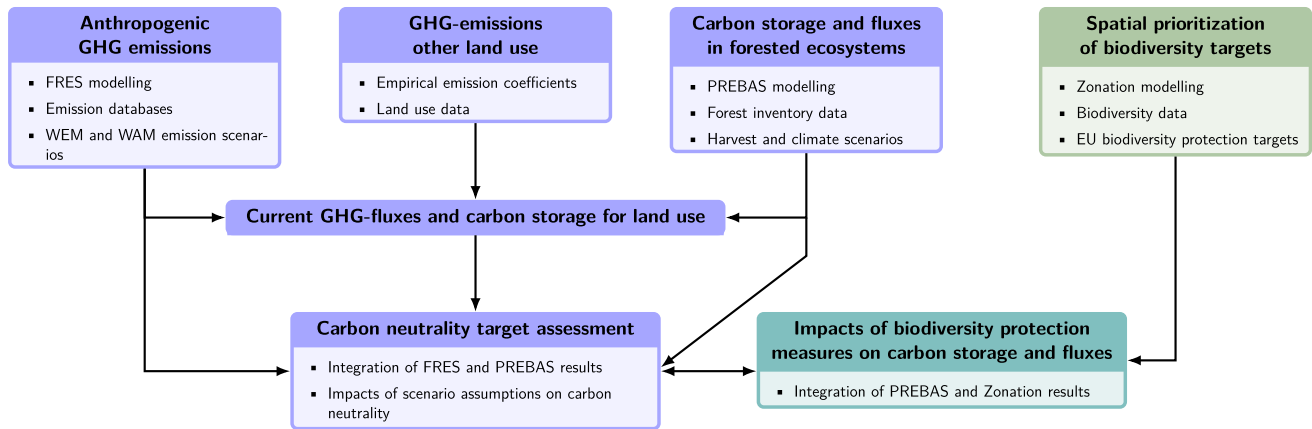 Anthropogenic
GHG emissions
▪ FRES modelling
▪ Emission databases
▪ WEM and WAM emission scenar-
ios
GHG-emissions
other land use
▪ Empirical emission coefficients
▪ Land use data
Carbon storage and fluxes
in forested ecosystems
▪ PREBAS modelling
▪ Forest inventory data
▪ Harvest and climate scenarios
Spatial prioritization
of biodiversity targets
▪ Zonation modelling
▪ Biodiversity data
▪ EU biodiversity protection targets
Current GHG-fluxes and carbon storage for land use
Carbon neutrality target assessment
▪ Integration of FRES and PREBAS results
▪ Impacts of scenario assumptions on carbon
neutrality
Impacts of biodiversity protection
measures on carbon storage and fluxes
▪ Integration of PREBAS and Zonation results